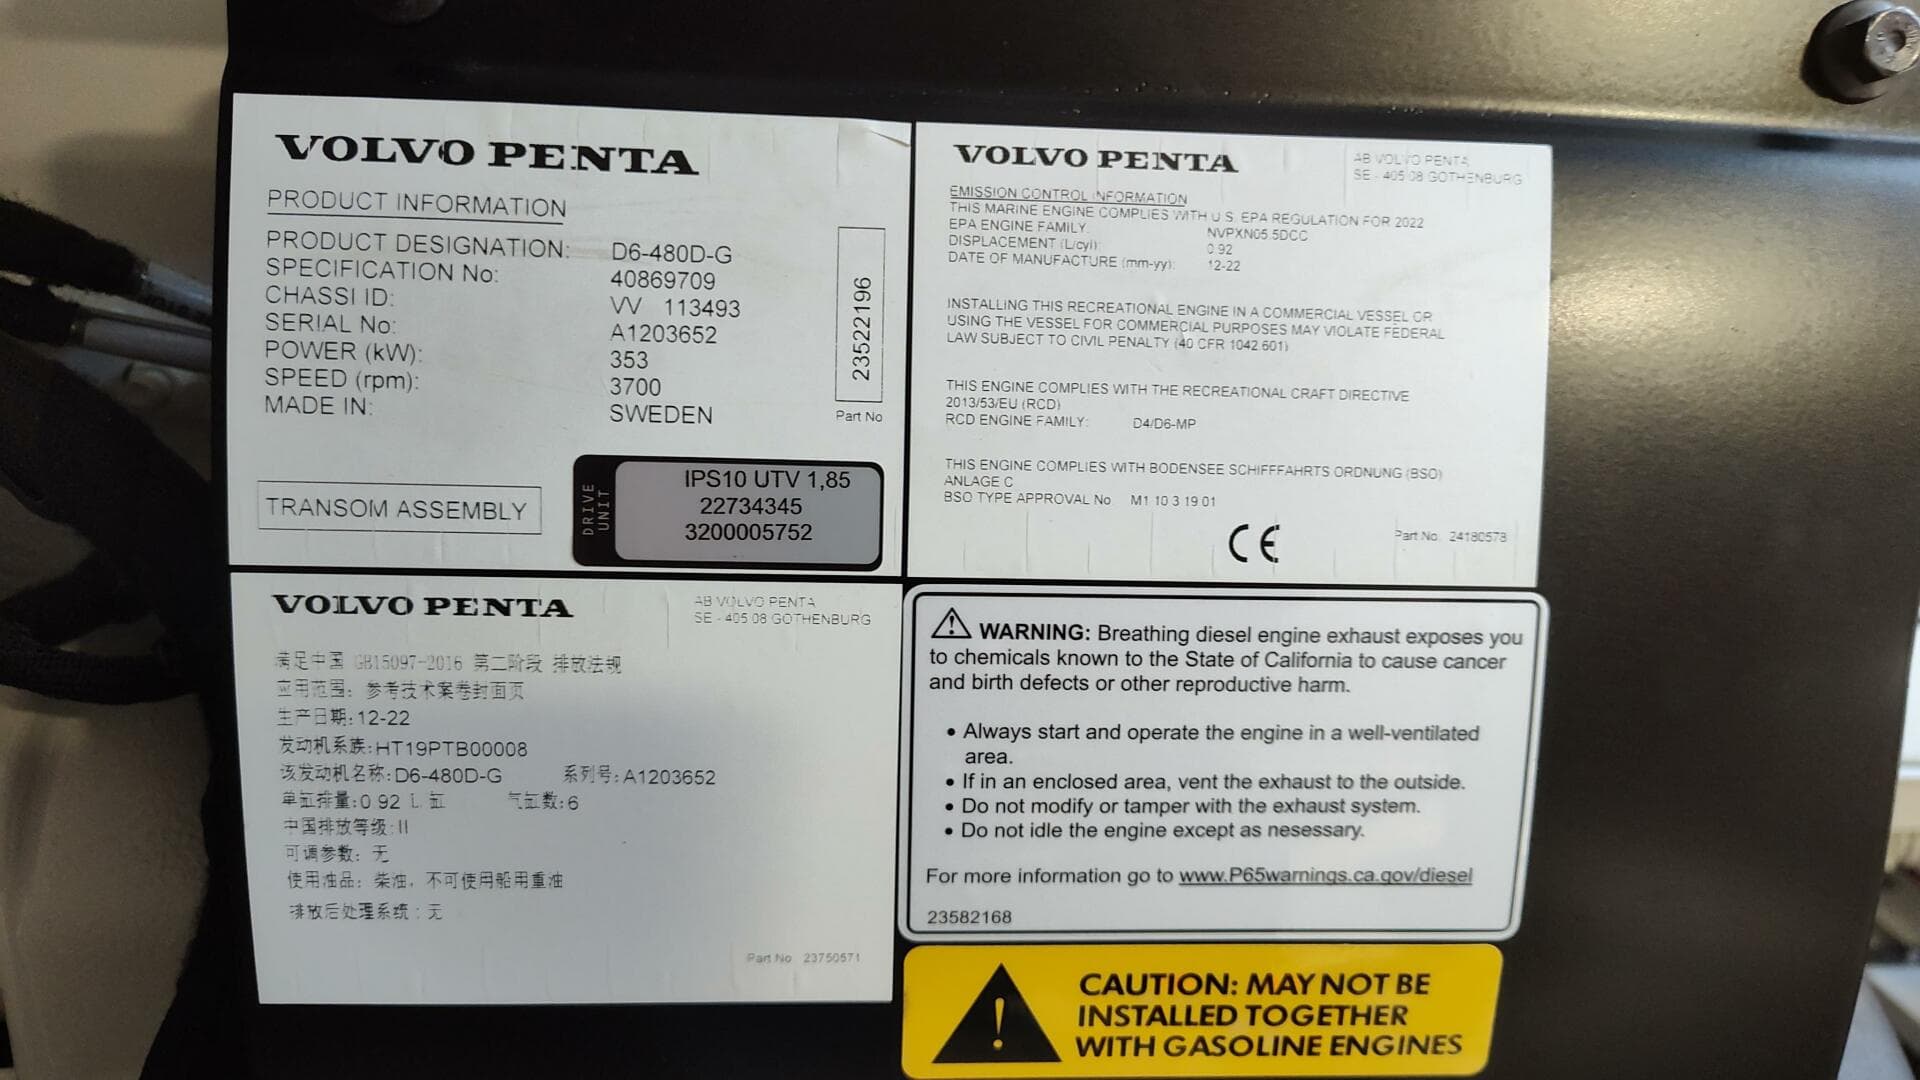 VOLVO PENTA
PRODUCT INFORMATION
PRODUCT DESIGNATION: D6-480D-G
SPECIFICATION No: 40869709
CHASSI ID: VV 113493
SERIAL No: A1203652
POWER (kW): 353
SPEED (rpm): 3700
MADE IN: SWEDEN
23522196
Part No
TRANSOM ASSEMBLY
DRIVE
UNIT
IPS10 UTV 1,85
22734345
3200005752
VOLVO PENTA
AB VOLVO PENTA
SE - 405 08 GOTHENBURG
EMISSION CONTROL INFORMATION
THIS MARINE ENGINE COMPLIES WITH U.S. EPA REGULATION FOR 2022
EPA ENGINE FAMILY: NVPXN05.5DCC
DISPLACEMENT (L/cyl): 0.92
DATE OF MANUFACTURE (mm-yy): 12-22
INSTALLING THIS RECREATIONAL ENGINE IN A COMMERCIAL VESSEL OR
USING THE VESSEL FOR COMMERCIAL PURPOSES MAY VIOLATE FEDERAL
LAW SUBJECT TO CIVIL PENALTY (40 CFR 1042.601)
THIS ENGINE COMPLIES WITH THE RECREATIONAL CRAFT DIRECTIVE
2013/53/EU (RCD)
RCD ENGINE FAMILY: D4/D6-MP
THIS ENGINE COMPLIES WITH BODENSEE SCHIFFFAHRTS ORDNUNG (BSO)
ANLAGE C
BSO TYPE APPROVAL No M1 10 3 19 01
CE
Part No. 24180578
VOLVO PENTA
AB VOLVO PENTA
SE - 405 08 GOTHENBURG
满足中国 GB15097-2016 第二阶段 排放法规
应用范围: 参考技术案卷封面页
生产日期:12-22
发动机系族:HT19PTB00008
该发动机名称:D6-480D-G 系列号:A1203652
单缸排量:0.92 L 缸 气缸数:6
中国排放等级:II
可调参数: 无
使用油品: 柴油, 不可使用船用重油
排放后处理系统: 无
Part No 23750571
WARNING: Breathing diesel engine exhaust exposes you
to chemicals known to the State of California to cause cancer
and birth defects or other reproductive harm.
• Always start and operate the engine in a well-ventilated
area.
• If in an enclosed area, vent the exhaust to the outside.
• Do not modify or tamper with the exhaust system.
• Do not idle the engine except as nesessary.
For more information go to www.P65warnings.ca.gov/diesel
23582168
CAUTION: MAY NOT BE
INSTALLED TOGETHER
WITH GASOLINE ENGINES